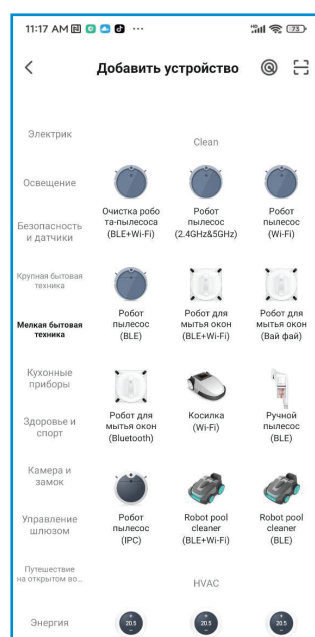 11:17 AM
73
Добавить устройство
Электрик
Освещение
Безопасность
и датчики
Крупная бытовая
техника
Мелкая бытовая
техника
Кухонные
приборы
Здоровье и
спорт
Камера и
замок
Управление
шлюзом
Путешествие
на открытом во...
Энергия
Clean
Очистка робо
та-пылесоса
(BLE+Wi-Fi)
Робот
пылесос
(2.4GHz&5GHz)
Робот
пылесос
(Wi-Fi)
Робот
пылесос
(BLE)
Робот для
мытья окон
(BLE+Wi-Fi)
Робот для
мытья окон
(Вай фай)
Робот для
мытья окон
(Bluetooth)
Косилка
(Wi-Fi)
Ручной
пылесос
(BLE)
Робот
пылесос
(IPC)
Robot pool
cleaner
(BLE+Wi-Fi)
Robot pool
cleaner
(BLE)
HVAC
20.5
20.5
20.5